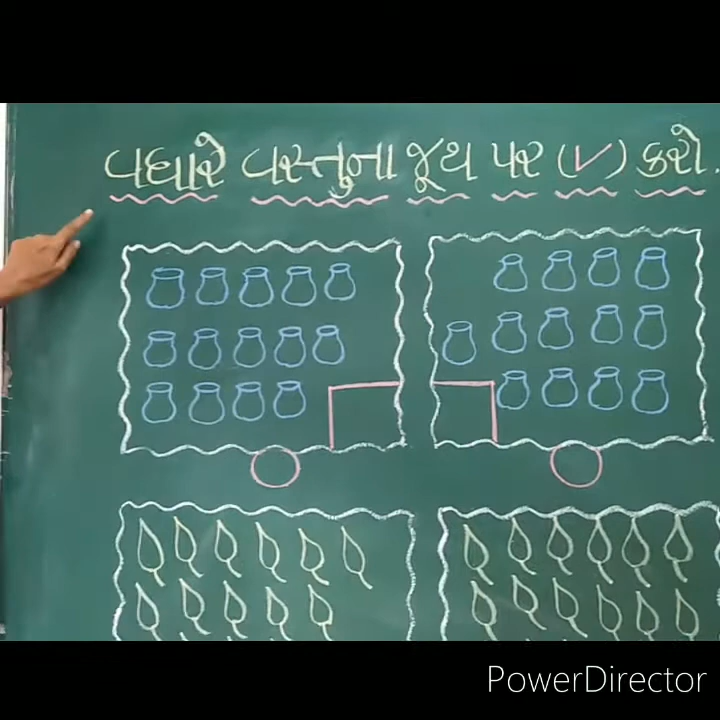 વધારે વસ્તુના જૂથ પર (✓) કરો.
PowerDirector